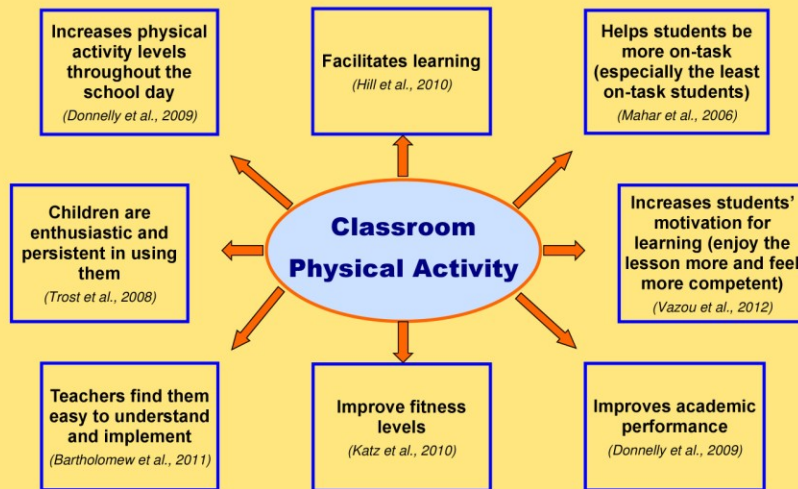 Increases physical
activity levels
throughout the
school day
(Donnelly et al., 2009)
Facilitates learning
(Hill et al., 2010)
Helps students be
more on-task
(especially the least
on-task students)
(Mahar et al., 2006)
Children are
enthusiastic and
persistent in using
them
(Trost et al., 2008)
Classroom
Physical Activity
Increases students’
motivation for
learning (enjoy the
lesson more and feel
more competent)
(Vazou et al., 2012)
Teachers find them
easy to understand
and implement
(Bartholomew et al., 2011)
Improve fitness
levels
(Katz et al., 2010)
Improves academic
performance
(Donnelly et al., 2009)